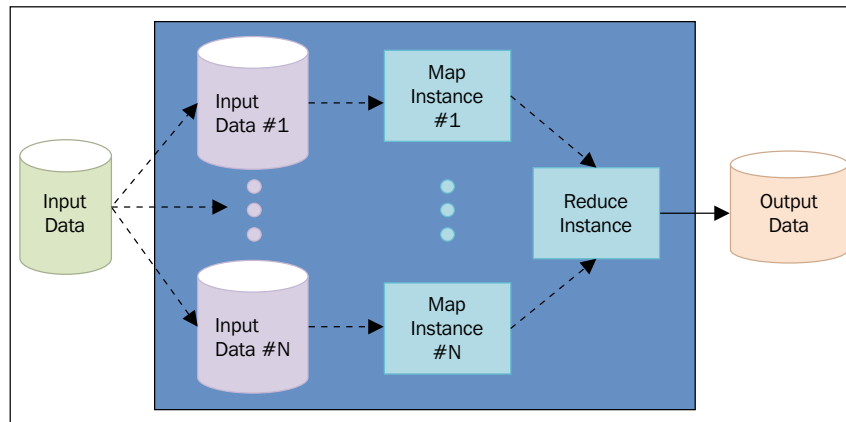 Input
Data
Input
Data #1
Map
Instance
#1
Input
Data #N
Map
Instance
#N
Reduce
Instance
Output
Data